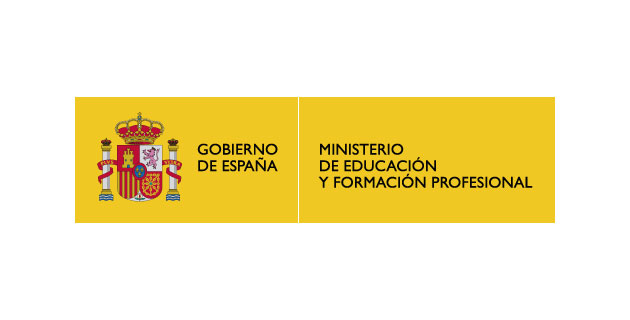 GOBIERNO
DE ESPAÑA
MINISTERIO
DE EDUCACIÓN
Y FORMACIÓN PROFESIONAL